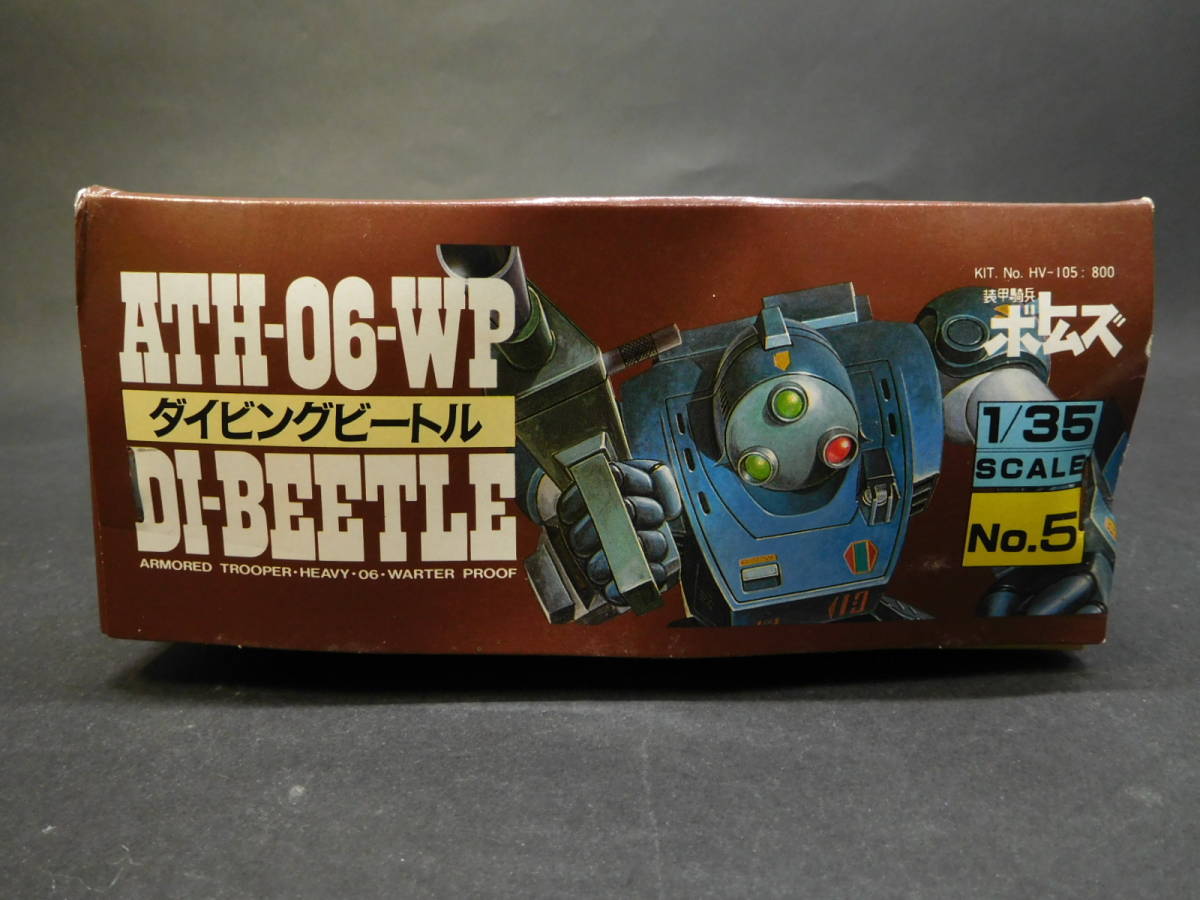 ATH-06-WP
ダイビングビートル
DI-BEETLE
ARMORED TROOPER・HEAVY・06・WARTER PROOF
KIT. No. HV-105: 800
装甲騎兵
ボトムズ
1/35
SCALE
No.5